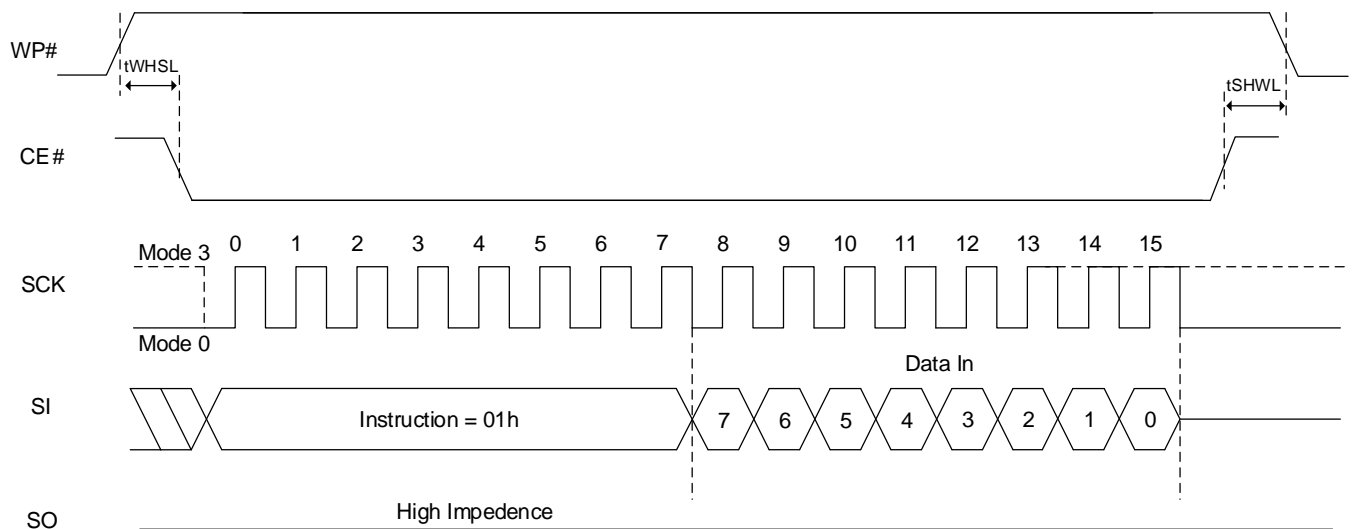 WP#
tWHSL
tSHWL
CE#
Mode 3
0 1 2 3 4 5 6 7 8 9 10 11 12 13 14 15
SCK
Mode 0
Data In
SI
Instruction = 01h
7 6 5 4 3 2 1 0
High Impedence
SO